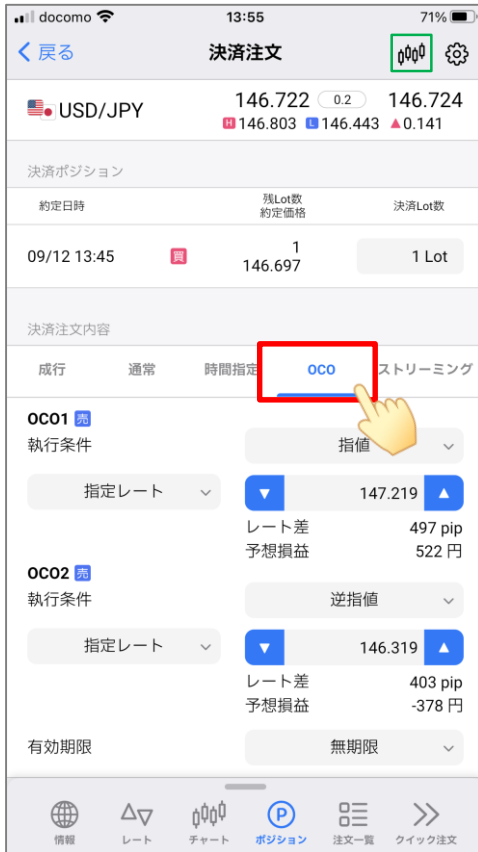 docomo 13:55 71%
戻る 決済注文
USD/JPY 146.722 0.2 146.724
H 146.803 L 146.443 ▲0.141
決済ポジション
約定日時 残Lot数 決済Lot数
約定価格
09/12 13:45 買 1 1 Lot
146.697
決済注文内容
成行 通常 時間指定 OCO ストリーミング
OCO1 売
執行条件 指値
指定レート ▼ 147.219 ▲
レート差 497 pip
予想損益 522 円
OCO2 売
執行条件 逆指値
指定レート ▼ 146.319 ▲
レート差 403 pip
予想損益 -378 円
有効期限 無期限
P
情報 レート チャート ポジション 注文一覧 クイック注文